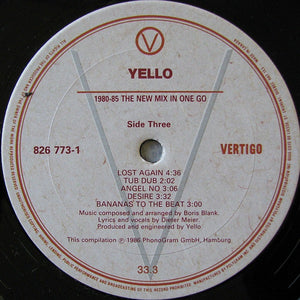 V
YELLO
1980-85 THE NEW MIX IN ONE GO
Side Three
826 773-1
VERTIGO
LOST AGAIN 4:36
TUB DUB 2:02
ANGEL NO 3:06
DESIRE 3:32
BANANAS TO THE BEAT 3:00
Music composed and arranged by Boris Blank.
Lyrics and vocals by Dieter Meier.
Produced and engineered by Yello
This compilation Ⓟ 1986 PhonoGram GmbH, Hamburg
33.3